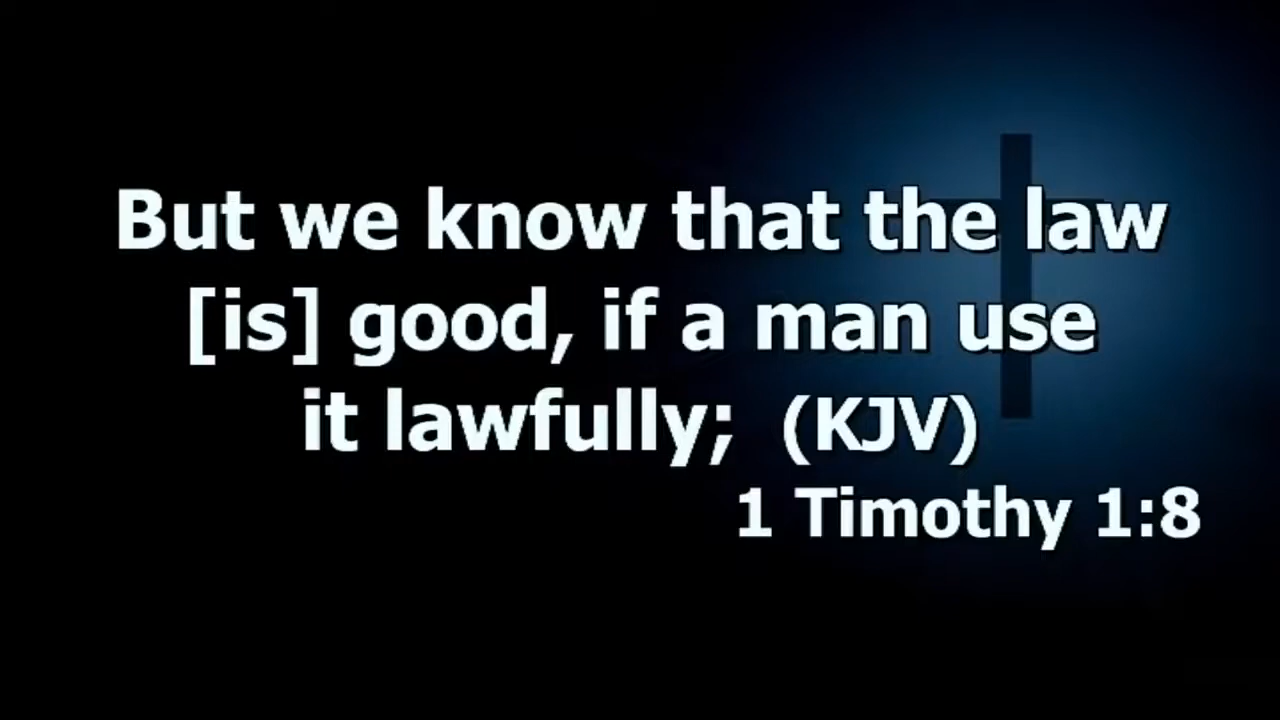 But we know that the law
[is] good, if a man use
it lawfully; (KJV)
1 Timothy 1:8